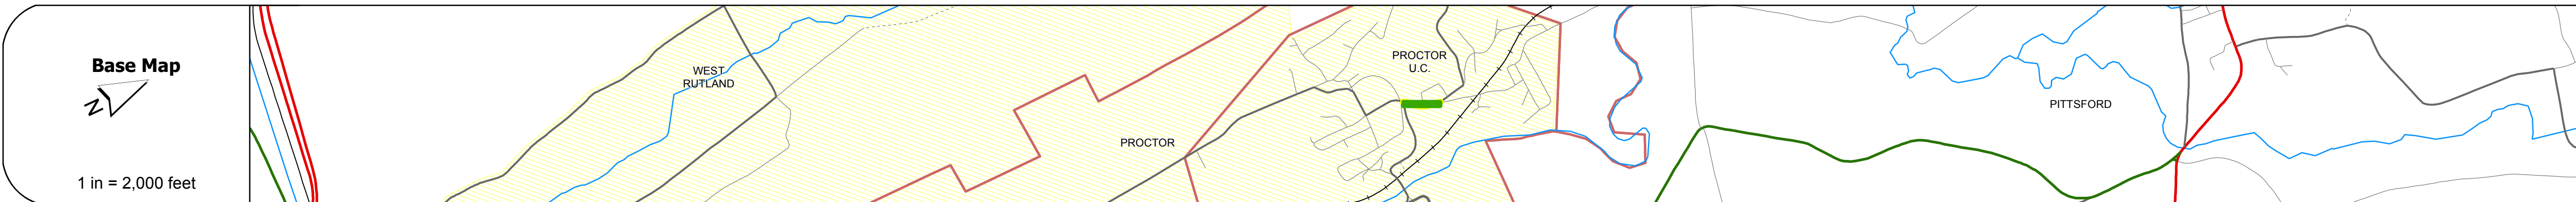 Base Map
N
1 in = 2,000 feet
WEST
RUTLAND
PROCTOR
PROCTOR
U.C.
PITTSFORD